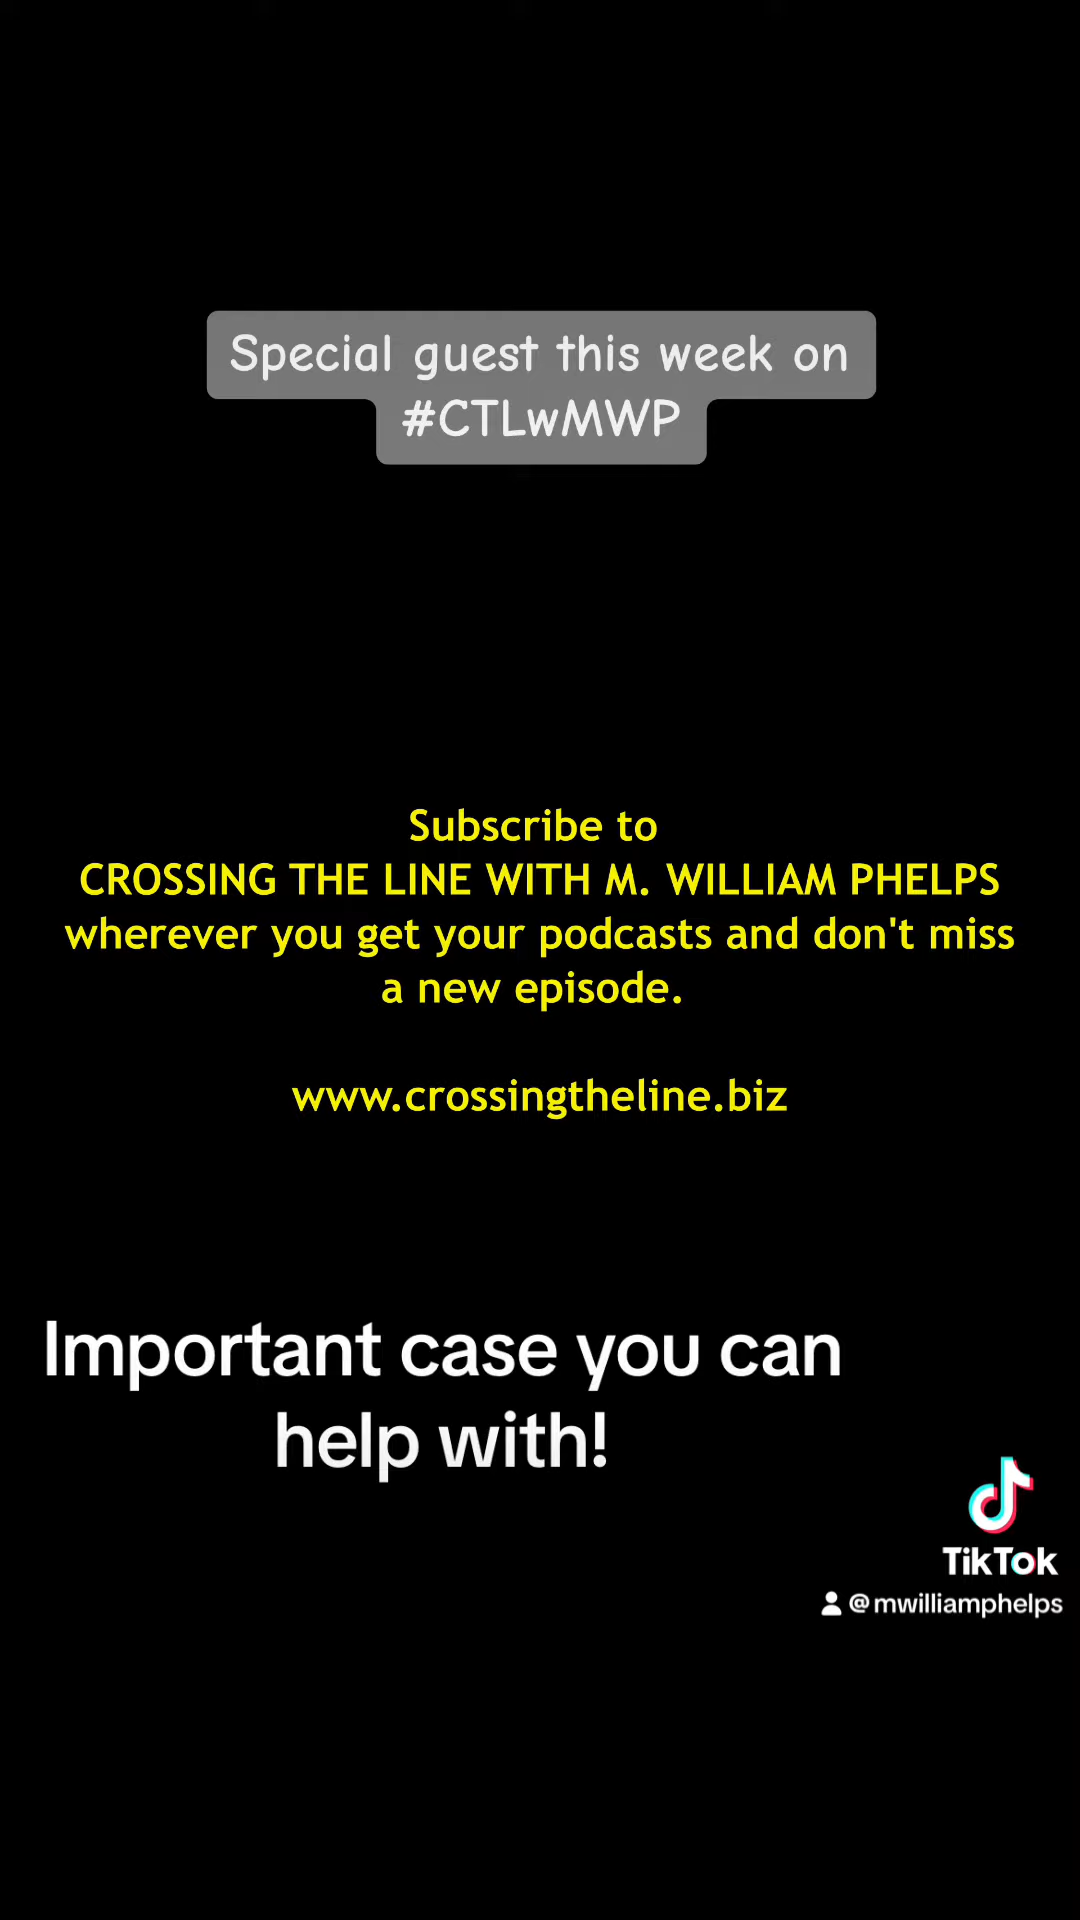 Special guest this week on
#CTLwMWP
Subscribe to
CROSSING THE LINE WITH M. WILLIAM PHELPS
wherever you get your podcasts and don't miss
a new episode.
www.crossingtheline.biz
Important case you can
help with!
TikTok
@mwilliamphelps